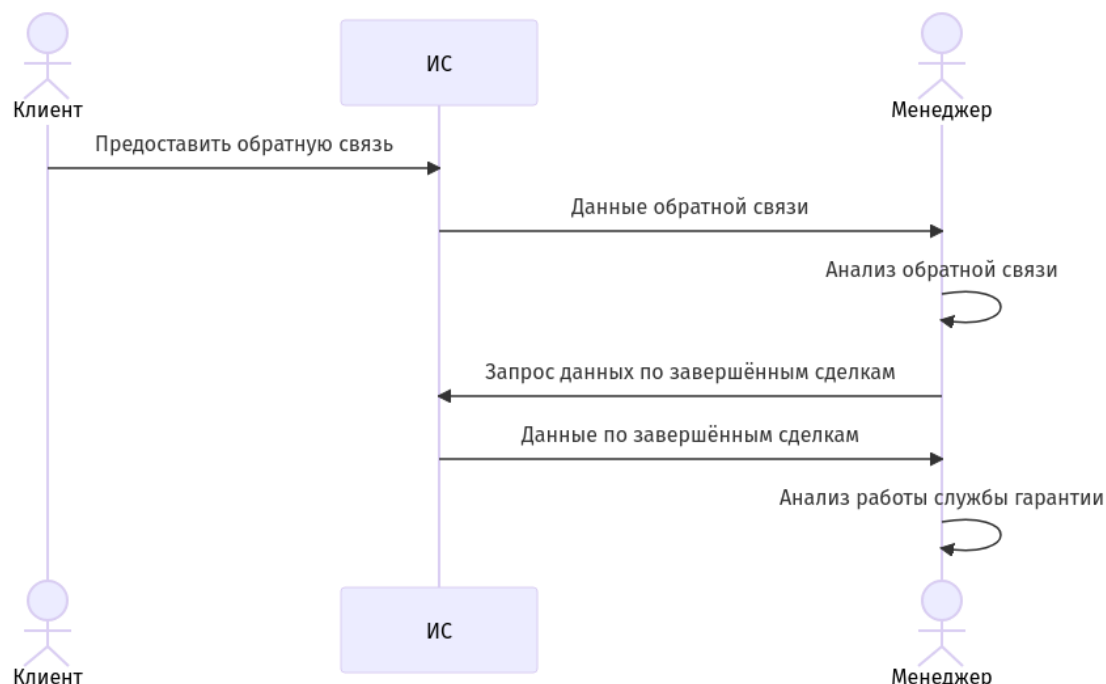 ИС
Клиент
Менеджер
Предоставить обратную связь
Данные обратной связи
Анализ обратной связи
Запрос данных по завершённым сделкам
Данные по завершённым сделкам
Анализ работы службы гарантии
ИС
Клиент
Менеджер